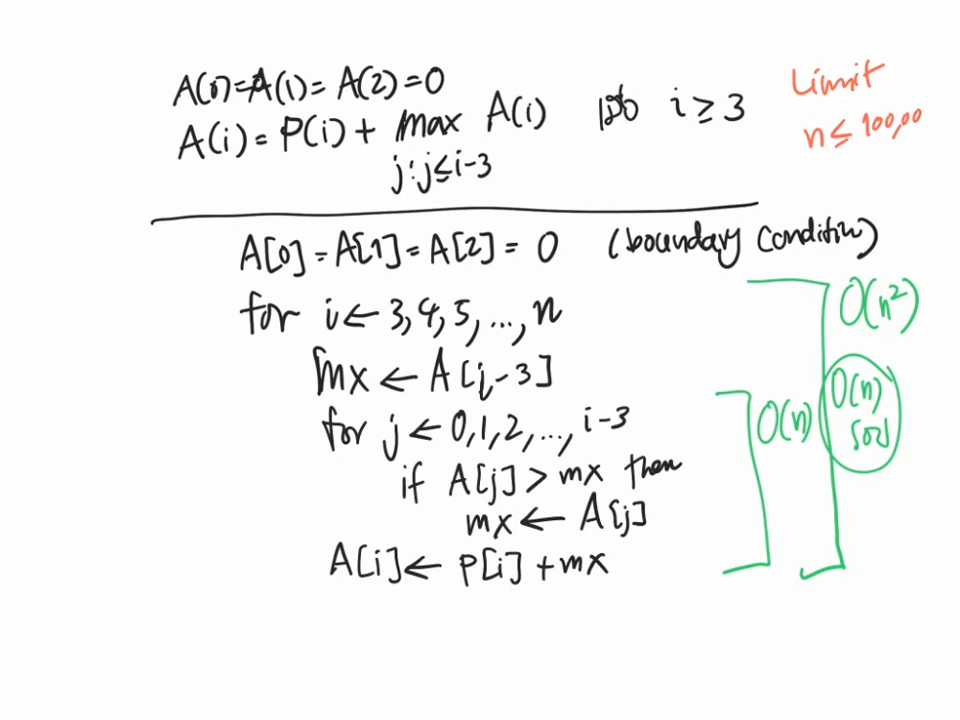 A(0)=A(1)=A(2)=0
A(i)=P(i)+ max A(i) i≥3
j:j≤i-3
Limit
n≤100,00
A[0]=A[1]=A[2]=0 (boundary condition)
for i←3,4,5,...,n
mx←A[i-3]
for j←0,1,2,...,i-3
if A[j]>mx then
mx←A[j]
A[i]←P[i]+mx
O(n)
O(n²)
O(n)